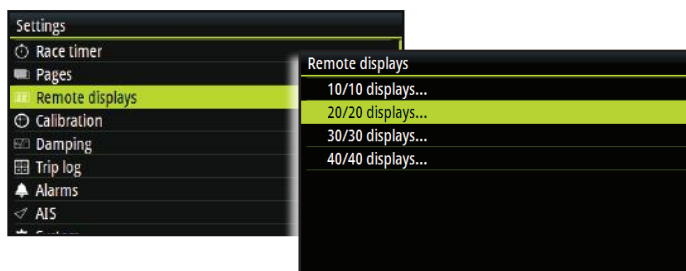 Settings
Race timer
Pages
Remote displays
Calibration
Damping
Trip log
Alarms
AIS
Remote displays
10/10 displays...
20/20 displays...
30/30 displays...
40/40 displays...